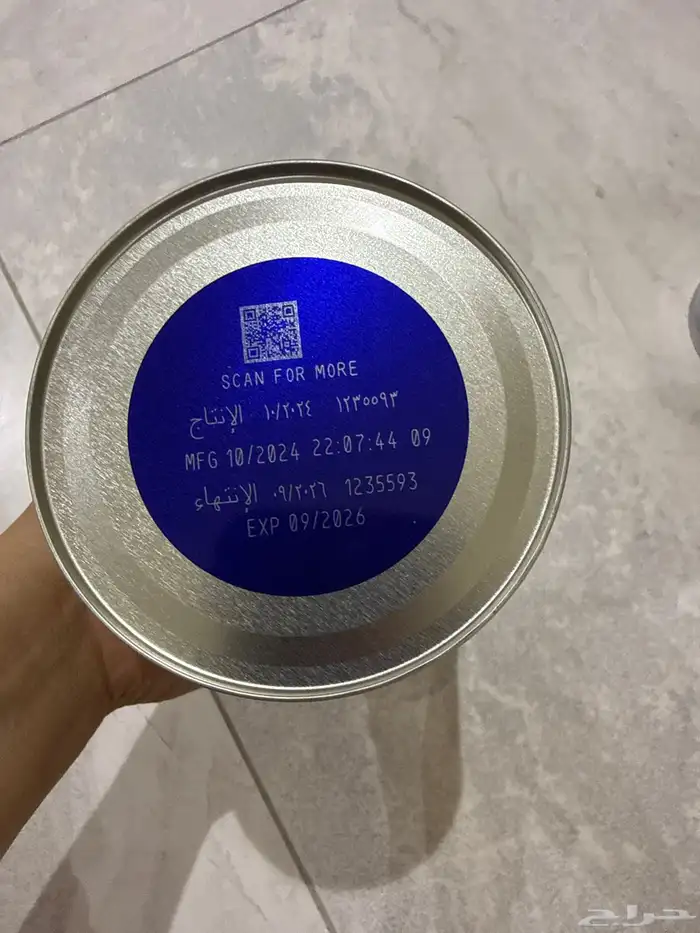 SCAN FOR MORE
الإنتاج ١٠/٢٠٢٤ ١٢٣٥٥٩٣
MFG 10/2024 22:07:44 09
الإنتهاء ٠٩/٢٠٢٦ 1235593
EXP 09/2026
حراج